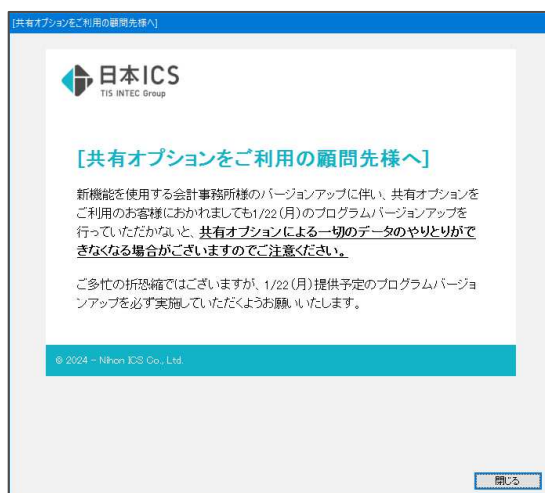 [共有オプションをご利用の顧問先様へ]
日本ICS
TIS INTEC Group
[共有オプションをご利用の顧問先様へ]
新機能を使用する会計事務所様のバージョンアップに伴い、共有オプションを
ご利用のお客様におかれましても1/22(月)のプログラムバージョンアップを
行っていただかないと、共有オプションによる一切のデータのやりとりがで
きなくなる場合がございますのでご注意ください。
ご多忙の折恐縮ではございますが、1/22(月)提供予定のプログラムバージョ
ンアップを必ず実施していただくようお願いいたします。
© 2024 - Nihon ICS Co., Ltd.
閉じる